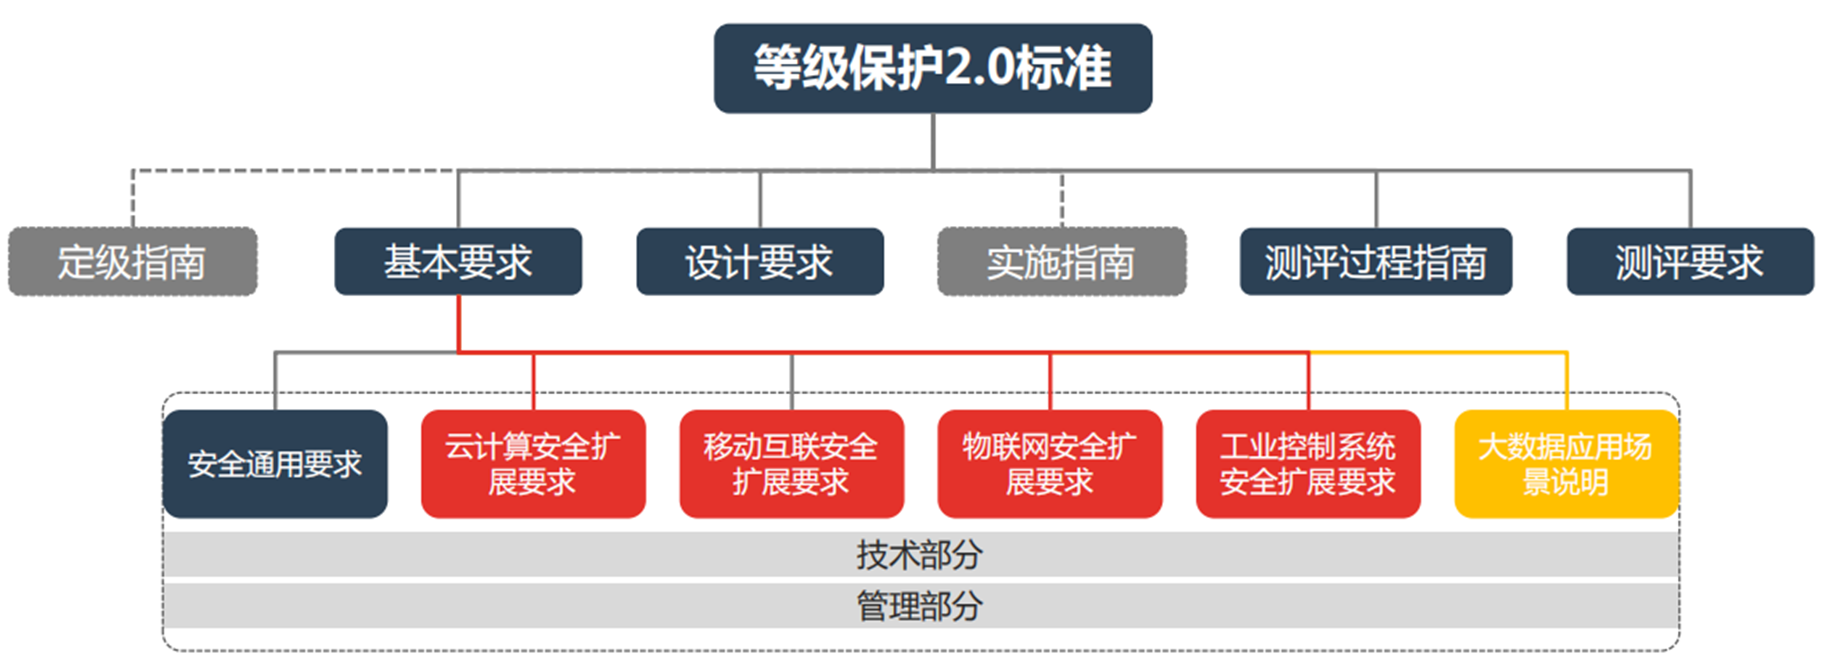 等级保护2.0标准
定级指南
基本要求
设计要求
实施指南
测评过程指南
测评要求
安全通用要求
云计算安全扩
展要求
移动互联安全
扩展要求
物联网安全扩
展要求
工业控制系统
安全扩展要求
大数据应用场
景说明
技术部分
管理部分